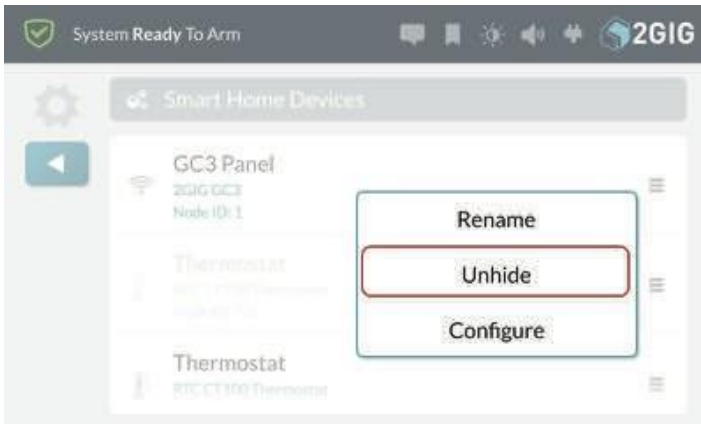 System Ready To Arm
2GIG
Smart Home Devices
GC3 Panel
2GIG GC3
Node ID: 1
Rename
Thermostat
Unhide
Configure
Thermostat
RTC CT100 Thermostat